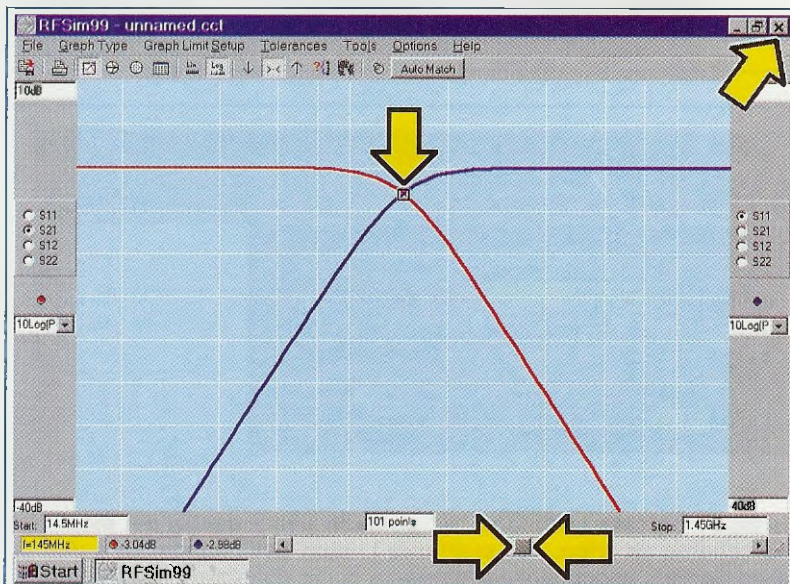 RFSim99 - unnamed.cct
File Graph Type Graph Limit Setup Tolerances Tools Options Help
Lin Log Auto Match
10dB
S11
S21
S12
S22
10Log(P
S11
S21
S12
S22
10Log(P
-40dB
40dB
Start: 14.5MHz 101 points Stop: 1.45GHz
f=145MHz -3.04dB -2.98dB
Start RFSim99